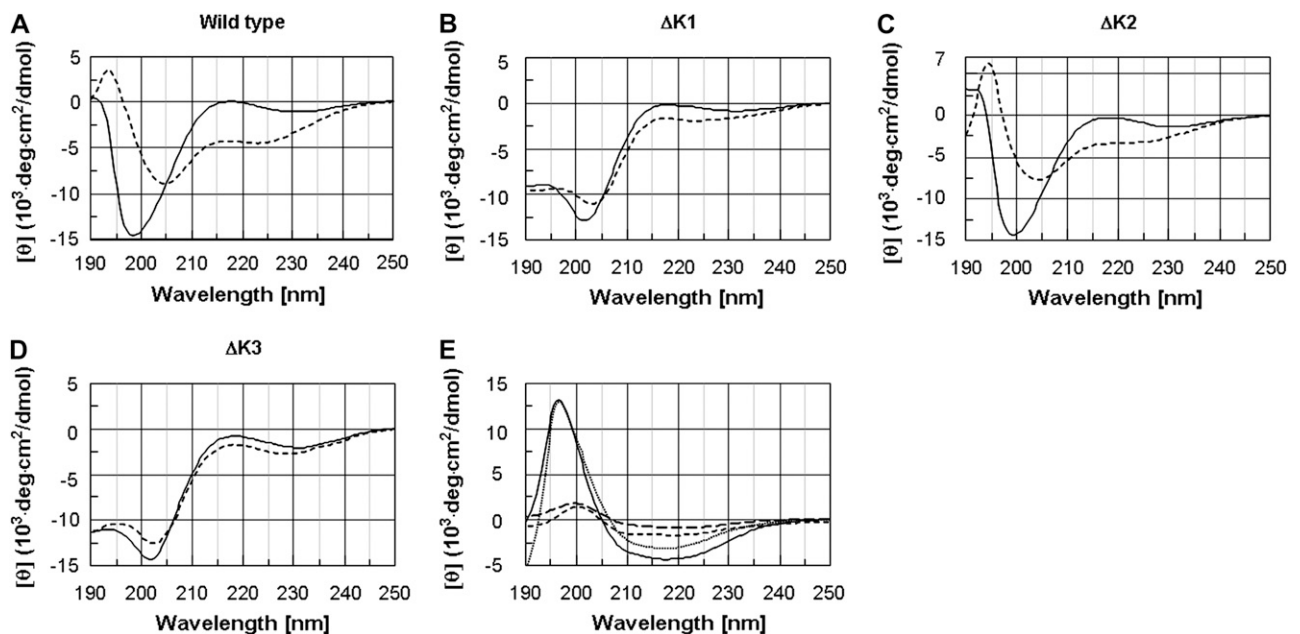 A
Wild type
[θ] (10³·deg·cm²/dmol)
5
0
-5
-10
-15
190 200 210 220 230 240 250
Wavelength [nm]
B
ΔK1
[θ] (10³·deg·cm²/dmol)
5
0
-5
-10
-15
190 200 210 220 230 240 250
Wavelength [nm]
C
ΔK2
[θ] (10³·deg·cm²/dmol)
7
0
-5
-10
-15
190 200 210 220 230 240 250
Wavelength [nm]
D
ΔK3
[θ] (10³·deg·cm²/dmol)
5
0
-5
-10
-15
190 200 210 220 230 240 250
Wavelength [nm]
E
[θ] (10³·deg·cm²/dmol)
15
10
5
0
-5
190 200 210 220 230 240 250
Wavelength [nm]